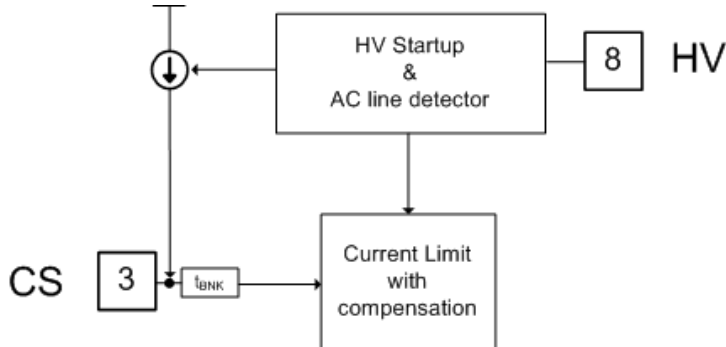 HV Startup
&
AC line detector
8
HV
CS
3
tBNK
Current Limit
with
compensation